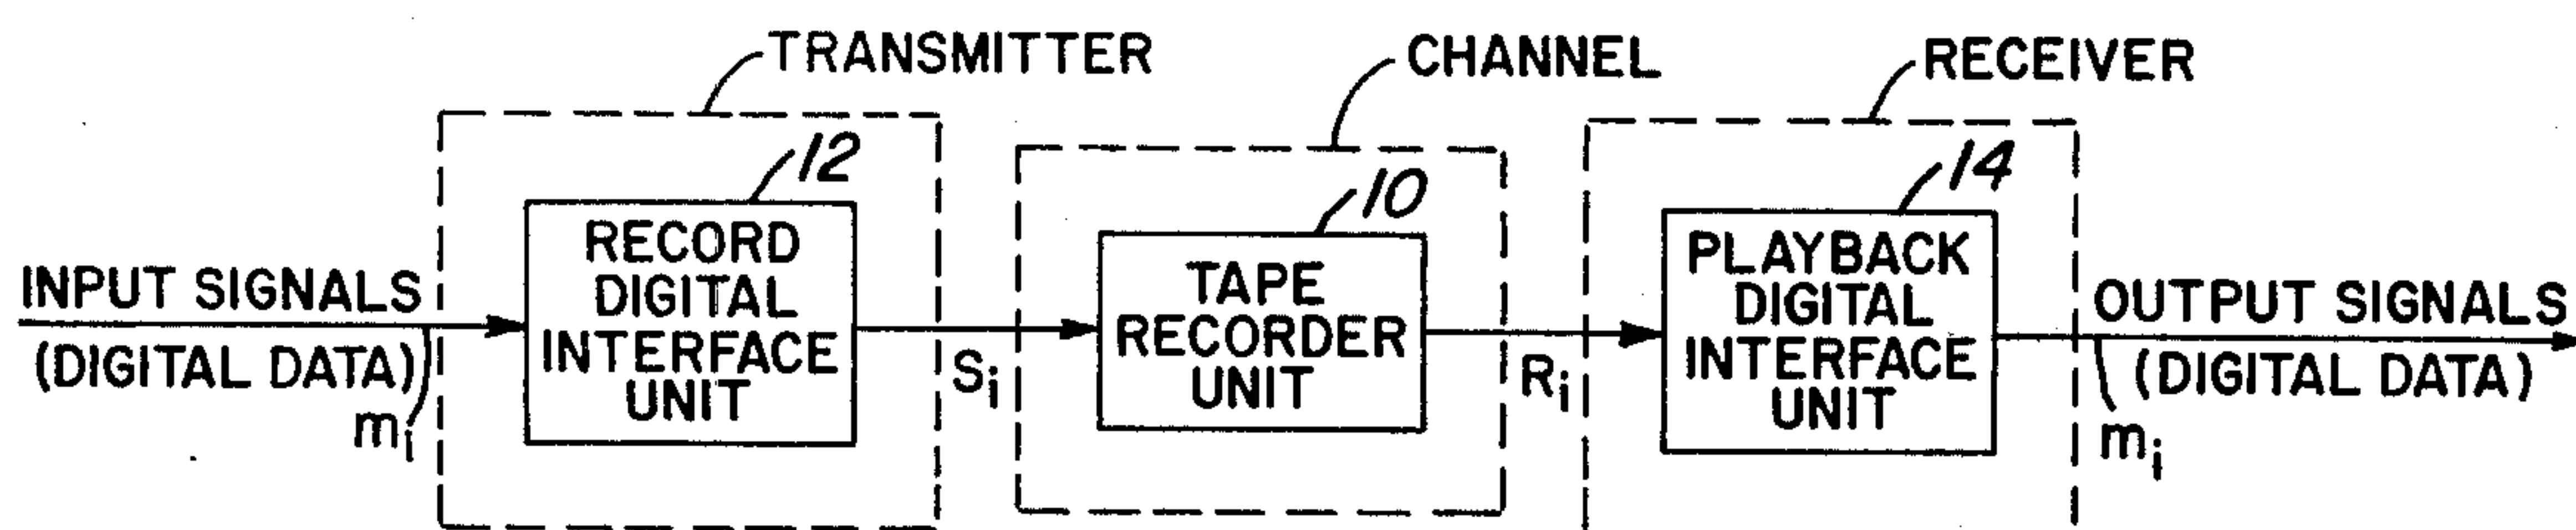 TRANSMITTER
CHANNEL
RECEIVER
12
10
14
INPUT SIGNALS
(DIGITAL DATA)
mi
RECORD
DIGITAL
INTERFACE
UNIT
Si
TAPE
RECORDER
UNIT
Ri
PLAYBACK
DIGITAL
INTERFACE
UNIT
OUTPUT SIGNALS
(DIGITAL DATA)
mi